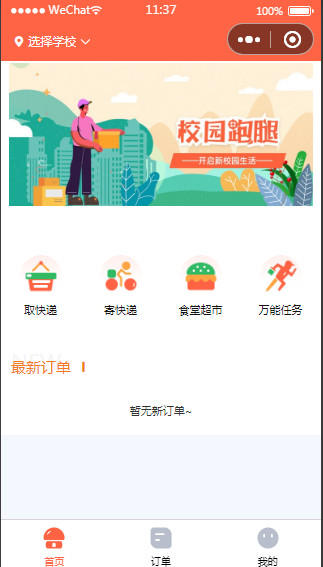 WeChat
11:37
100%
选择学校
校园跑腿
——开启新校园生活——
取快递
寄快递
食堂超市
万能任务
最新订单
暂无新订单~
首页
订单
我的